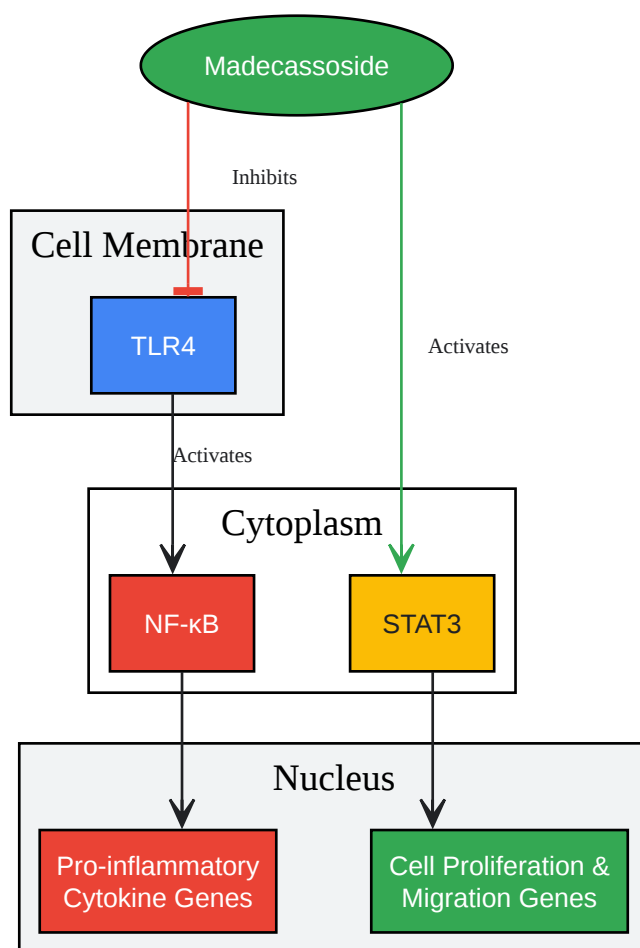 Madecassoside
Inhibits
Cell Membrane
TLR4
Activates
Activates
Cytoplasm
NF-κB
STAT3
Nucleus
Pro-inflammatory
Cytokine Genes
Cell Proliferation &
Migration Genes